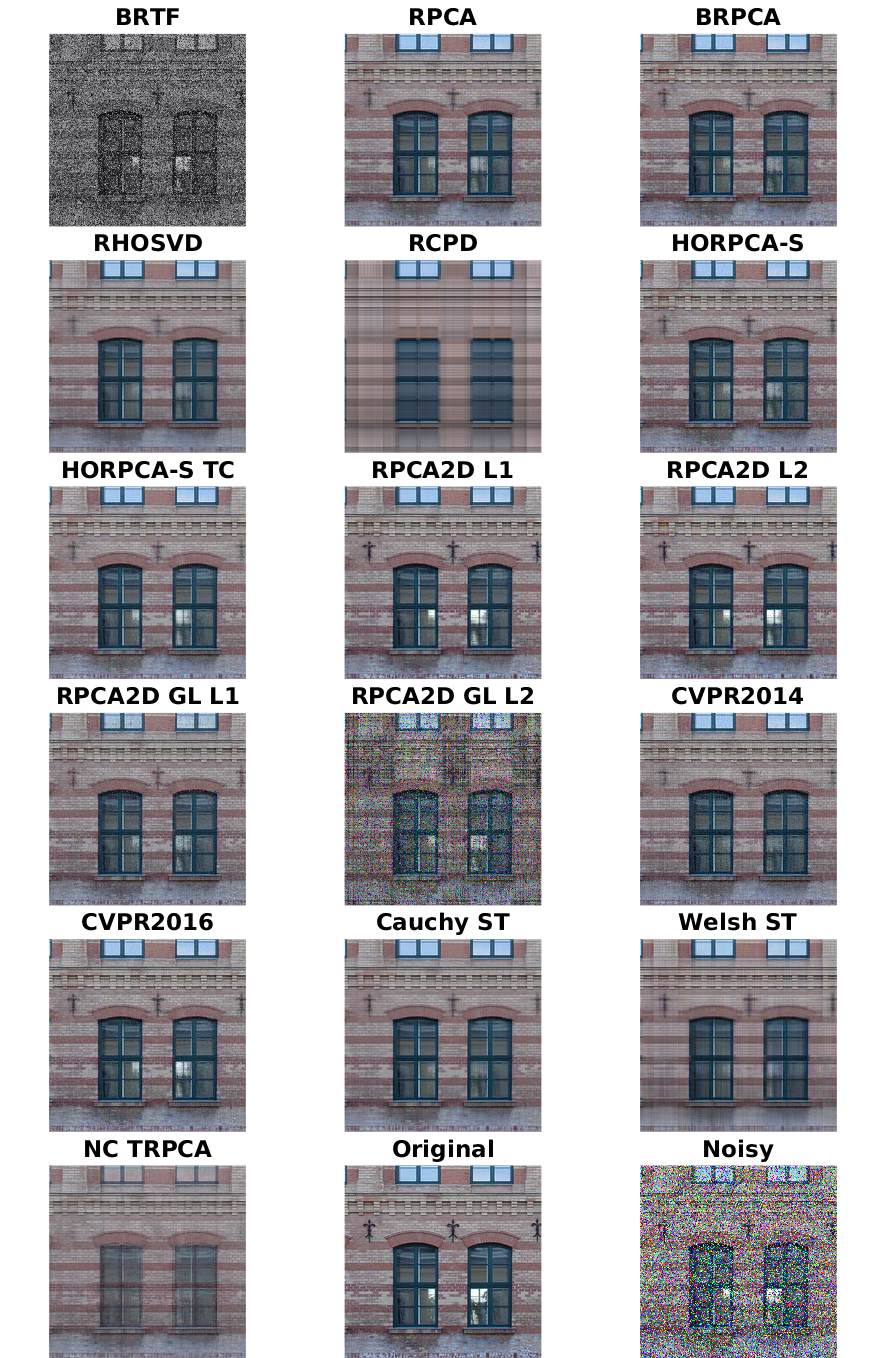 BRTF
RPCA
BRPCA
RHOSVD
RCPD
HORPCA-S
HORPCA-S TC
RPCA2D L1
RPCA2D L2
RPCA2D GL L1
RPCA2D GL L2
CVPR2014
CVPR2016
Cauchy ST
Welsh ST
NC TRPCA
Original
Noisy